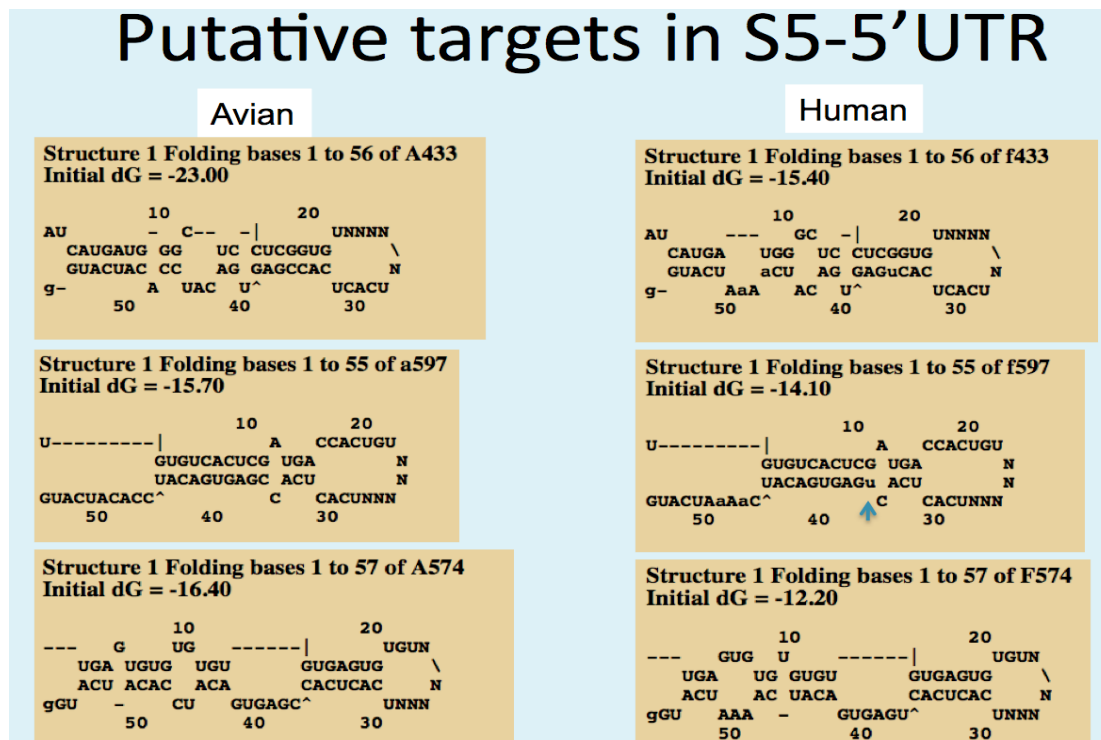 Putative targets in S5-5’UTR
Avian
Human
Structure 1 Folding bases 1 to 56 of A433
Initial dG = -23.00
10 20
AU - C-- -| UNNNN
CAUGAUG GG UC CUCGGUG \
GUACUAC CC AG GAGCCAC N
g- A UAC U^ UCACU
50 40 30
Structure 1 Folding bases 1 to 56 of f433
Initial dG = -15.40
10 20
AU --- GC -| UNNNN
CAUGA UGG UC CUCGGUG \
GUACU aCU AG GAGuCAC N
g- AaA AC U^ UCACU
50 40 30
Structure 1 Folding bases 1 to 55 of a597
Initial dG = -15.70
10 20
U---------| A CCACUGU
GUGUCACUCG UGA N
UACAGUGAGC ACU N
GUACUACACC^ C CACUNNN
50 40 30
Structure 1 Folding bases 1 to 55 of f597
Initial dG = -14.10
10 20
U---------| A CCACUGU
GUGUCACUCG UGA N
UACAGUGAGu ACU N
GUACUAaAaC^ C CACUNNN
50 40 30
Structure 1 Folding bases 1 to 57 of A574
Initial dG = -16.40
10 20
--- G UG ------| UGUN
UGA UGUG UGU GUGAGUG \
ACU ACAC ACA CACUCAC N
gGU - CU GUGAGC^ UNNN
50 40 30
Structure 1 Folding bases 1 to 57 of F574
Initial dG = -12.20
10 20
--- GUG U ------| UGUN
UGA UG GUGU GUGAGUG \
ACU AC UACA CACUCAC N
gGU AAA - GUGAGU^ UNNN
50 40 30